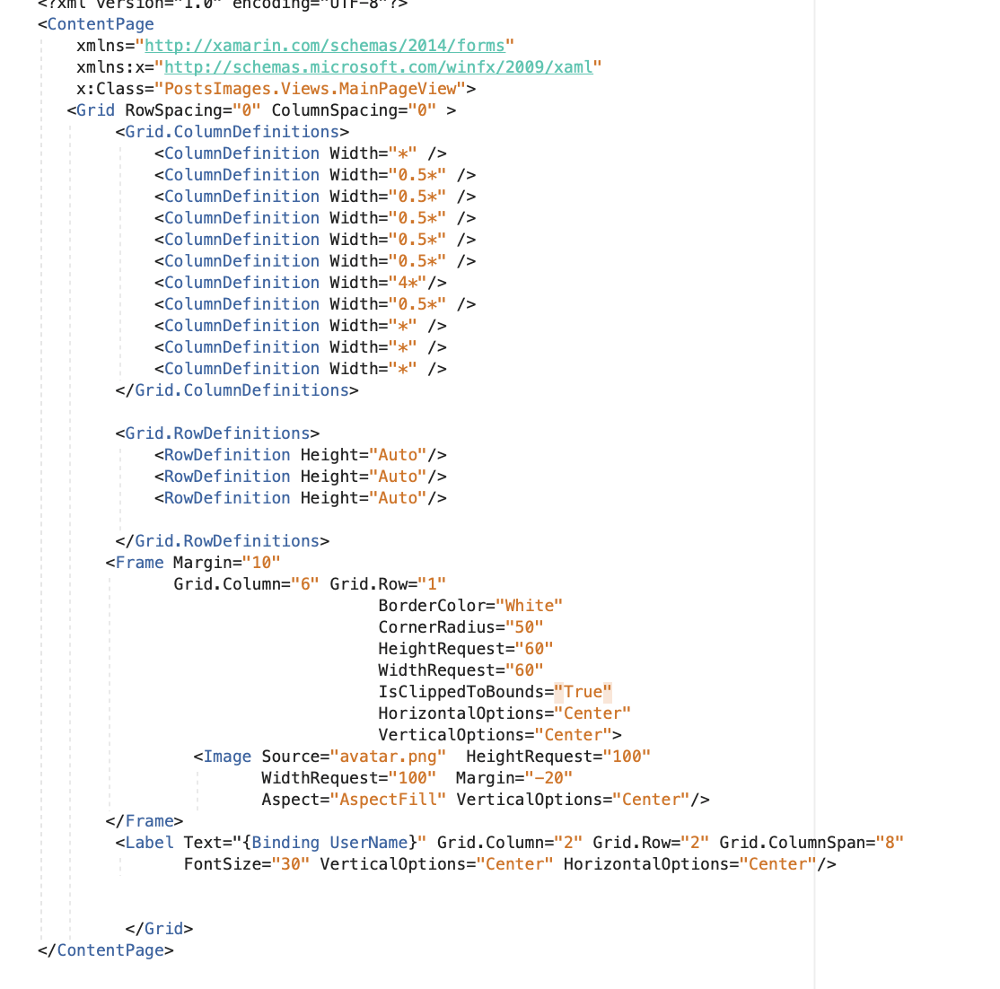 <?xml version="1.0" encoding="UTF-8"?>
<ContentPage
xmlns="http://xamarin.com/schemas/2014/forms"
xmlns:x="http://schemas.microsoft.com/winfx/2009/xaml"
x:Class="PostsImages.Views.MainPageView">
<Grid RowSpacing="0" ColumnSpacing="0" >
<Grid.ColumnDefinitions>
<ColumnDefinition Width="*" />
<ColumnDefinition Width="0.5*" />
<ColumnDefinition Width="0.5*" />
<ColumnDefinition Width="0.5*" />
<ColumnDefinition Width="0.5*" />
<ColumnDefinition Width="0.5*" />
<ColumnDefinition Width="4*"/>
<ColumnDefinition Width="0.5*" />
<ColumnDefinition Width="*" />
<ColumnDefinition Width="*" />
<ColumnDefinition Width="*" />
</Grid.ColumnDefinitions>
<Grid.RowDefinitions>
<RowDefinition Height="Auto"/>
<RowDefinition Height="Auto"/>
<RowDefinition Height="Auto"/>
</Grid.RowDefinitions>
<Frame Margin="10"
Grid.Column="6" Grid.Row="1"
BorderColor="White"
CornerRadius="50"
HeightRequest="60"
WidthRequest="60"
IsClippedToBounds="True"
HorizontalOptions="Center"
VerticalOptions="Center">
<Image Source="avatar.png"  HeightRequest="100"
WidthRequest="100"  Margin="-20"
Aspect="AspectFill" VerticalOptions="Center"/>
</Frame>
<Label Text="{Binding UserName}" Grid.Column="2" Grid.Row="2" Grid.ColumnSpan="8"
FontSize="30" VerticalOptions="Center" HorizontalOptions="Center"/>
</Grid>
</ContentPage>